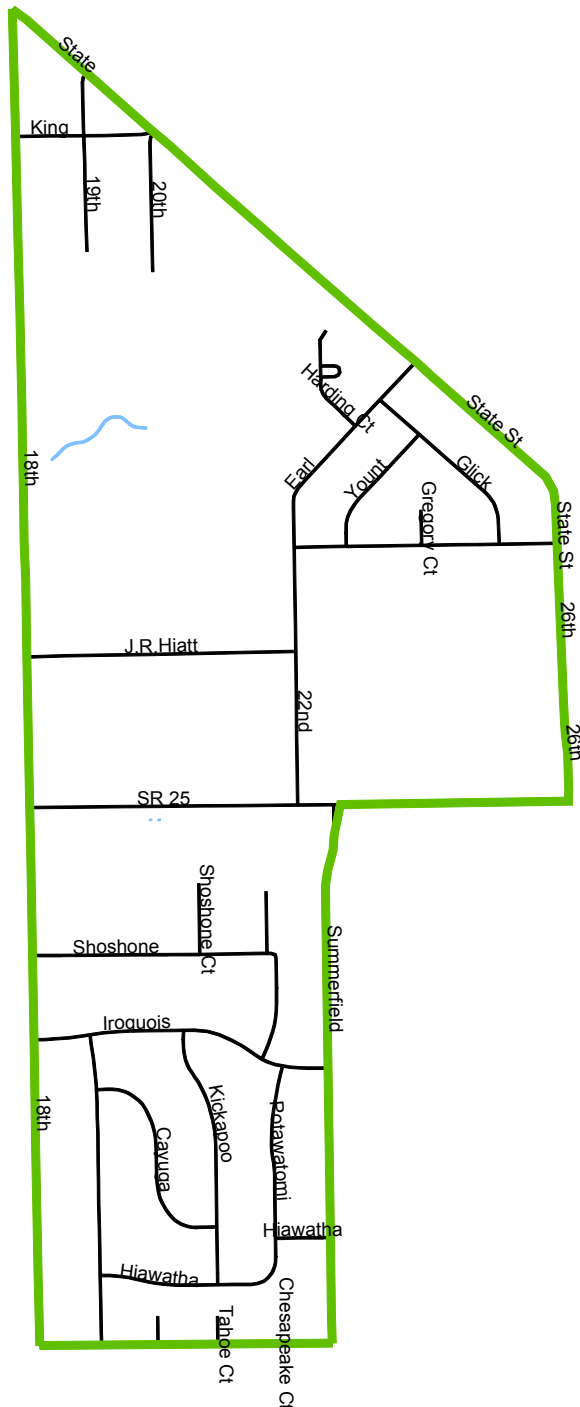 State
King
19th
20th
Harding Ct
State St
Earl
Yount
Glick
18th
Gregory Ct
State St
26th
J.R.Hiatt
22nd
26th
SR 25
Shoshone Ct
Shoshone
Summerfield
Iroquois
18th
Kickapoo
Potawatomi
Cayuga
Hiawatha
Hiawatha
Chesapeake Ct
Tahoe Ct